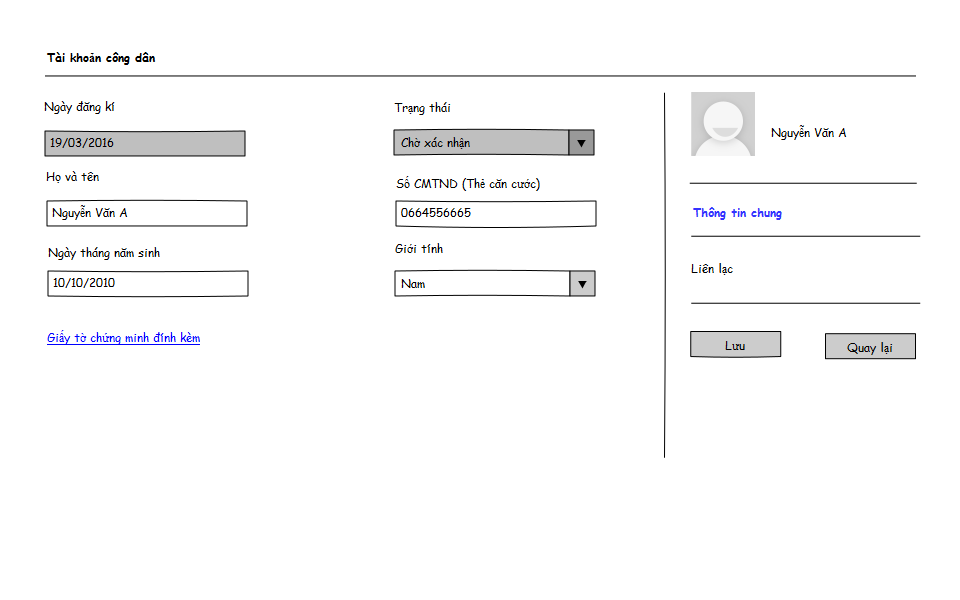 Tài khoản công dân
Ngày đăng kí
19/03/2016
Trạng thái
Chờ xác nhận
Họ và tên
Nguyễn Văn A
Số CMTND (Thẻ căn cước)
0664556665
Ngày tháng năm sinh
10/10/2010
Giới tính
Nam
Giấy tờ chứng minh đính kèm
Nguyễn Văn A
Thông tin chung
Liên lạc
Lưu
Quay lại